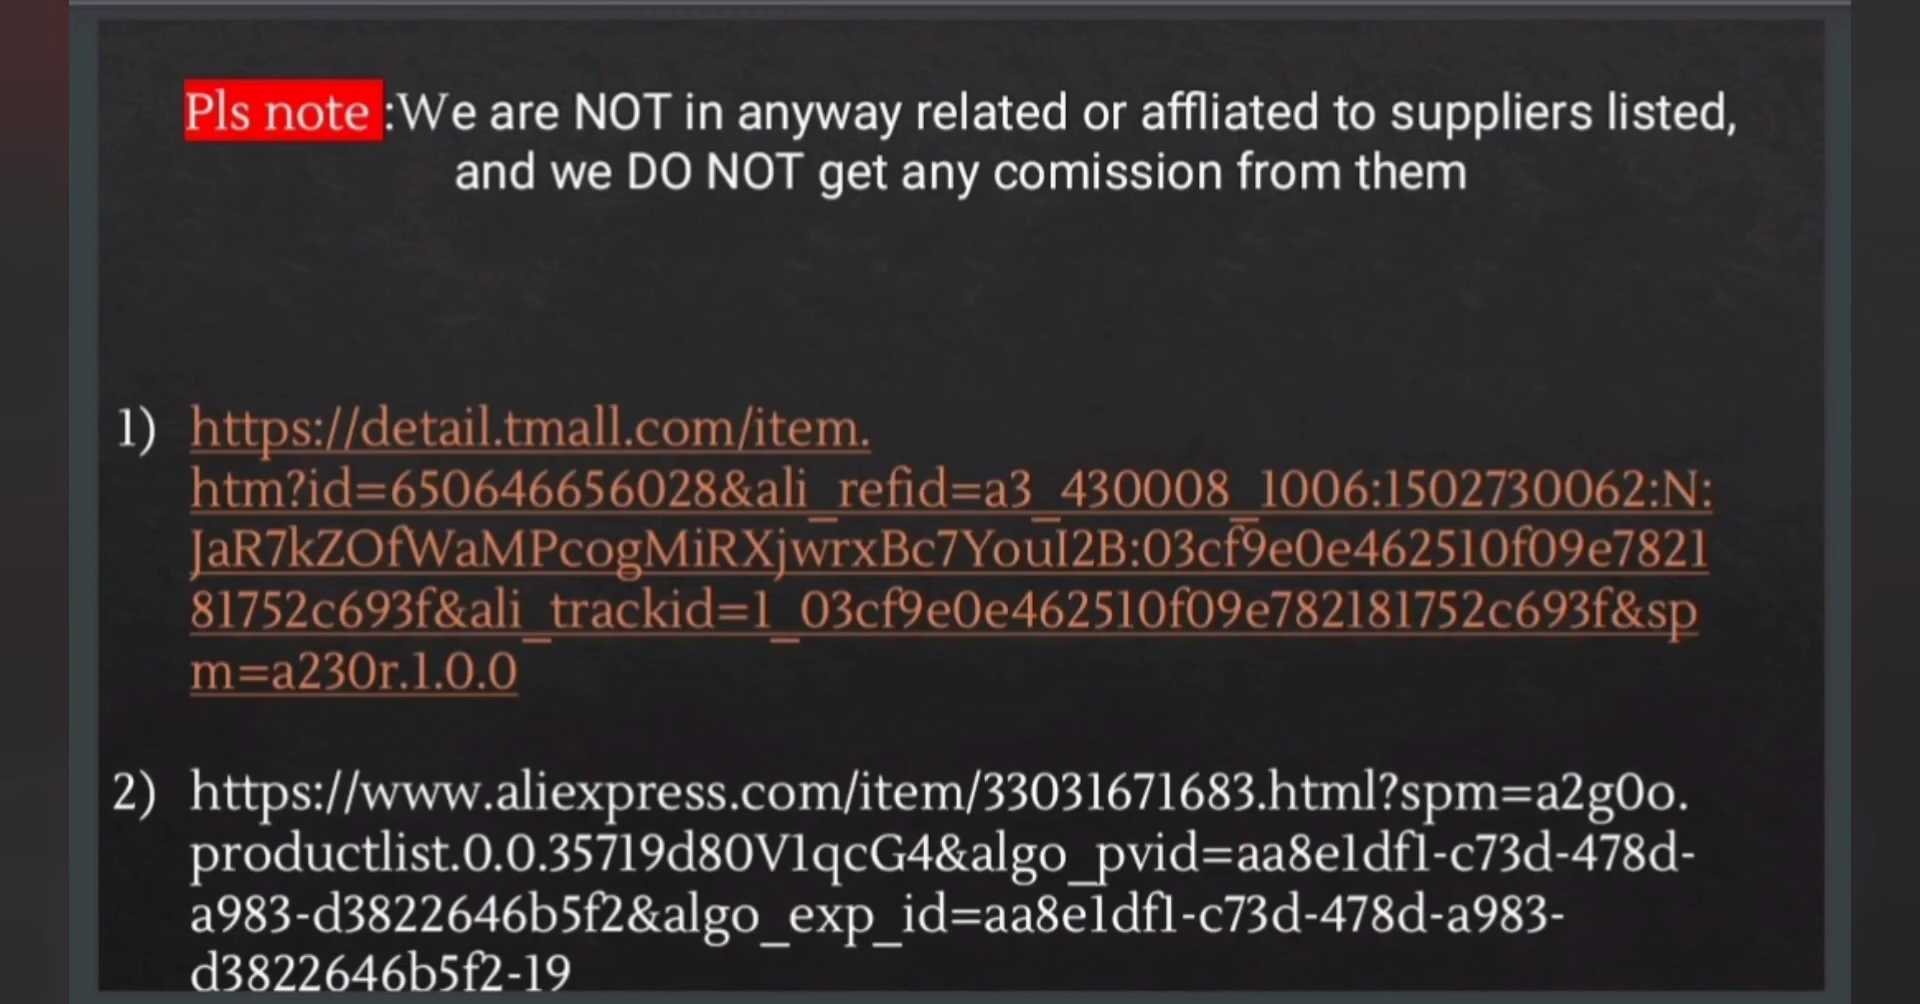 Pls note :We are NOT in anyway related or affliated to suppliers listed,
and we DO NOT get any comission from them
1) https://detail.tmall.com/item.
htm?id=650646656028&ali_refid=a3_430008_1006:1502730062:N:
JaR7kZOfWaMPcogMiRXjwrxBc7YouI2B:03cf9e0e462510f09e7821
81752c693f&ali_trackid=1_03cf9e0e462510f09e782181752c693f&sp
m=a230r.1.0.0
2) https://www.aliexpress.com/item/33031671683.html?spm=a2g0o.
productlist.0.0.35719d80V1qcG4&algo_pvid=aa8e1df1-c73d-478d-
a983-d3822646b5f2&algo_exp_id=aa8e1df1-c73d-478d-a983-
d3822646b5f2-19